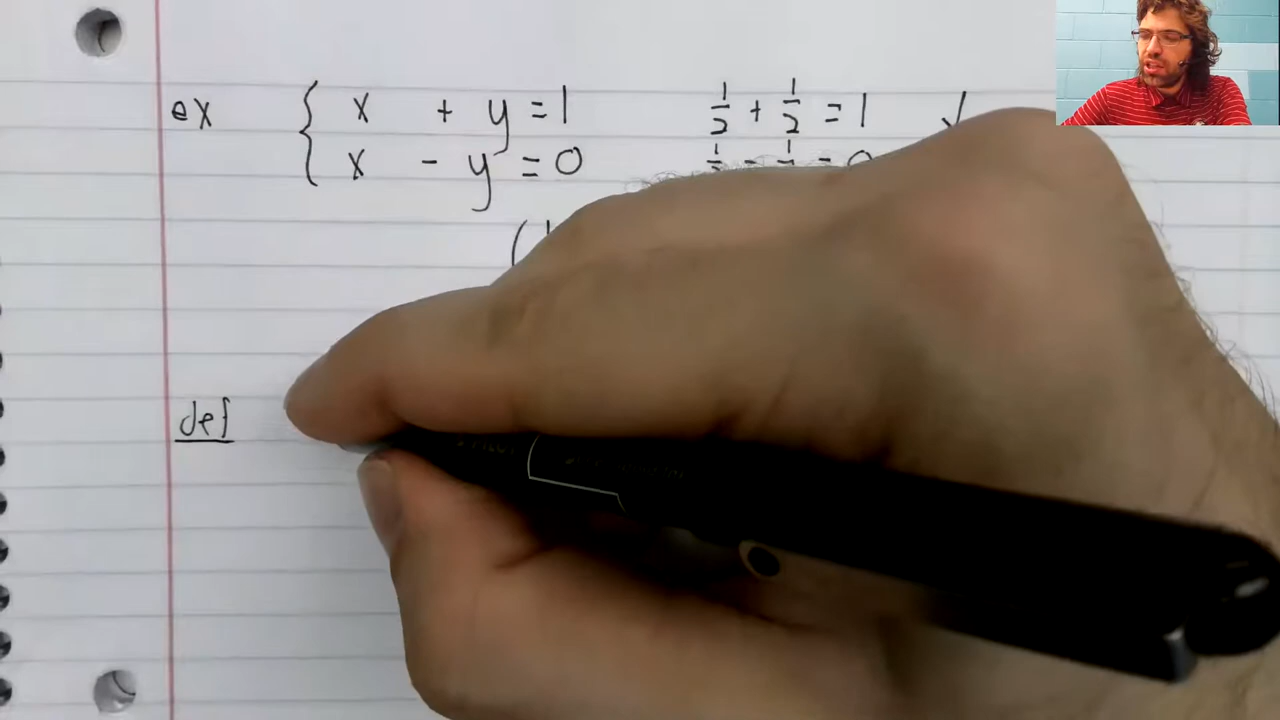 ex { x + y = 1 1/2 + 1/2 = 1 ✓
x - y = 0
def